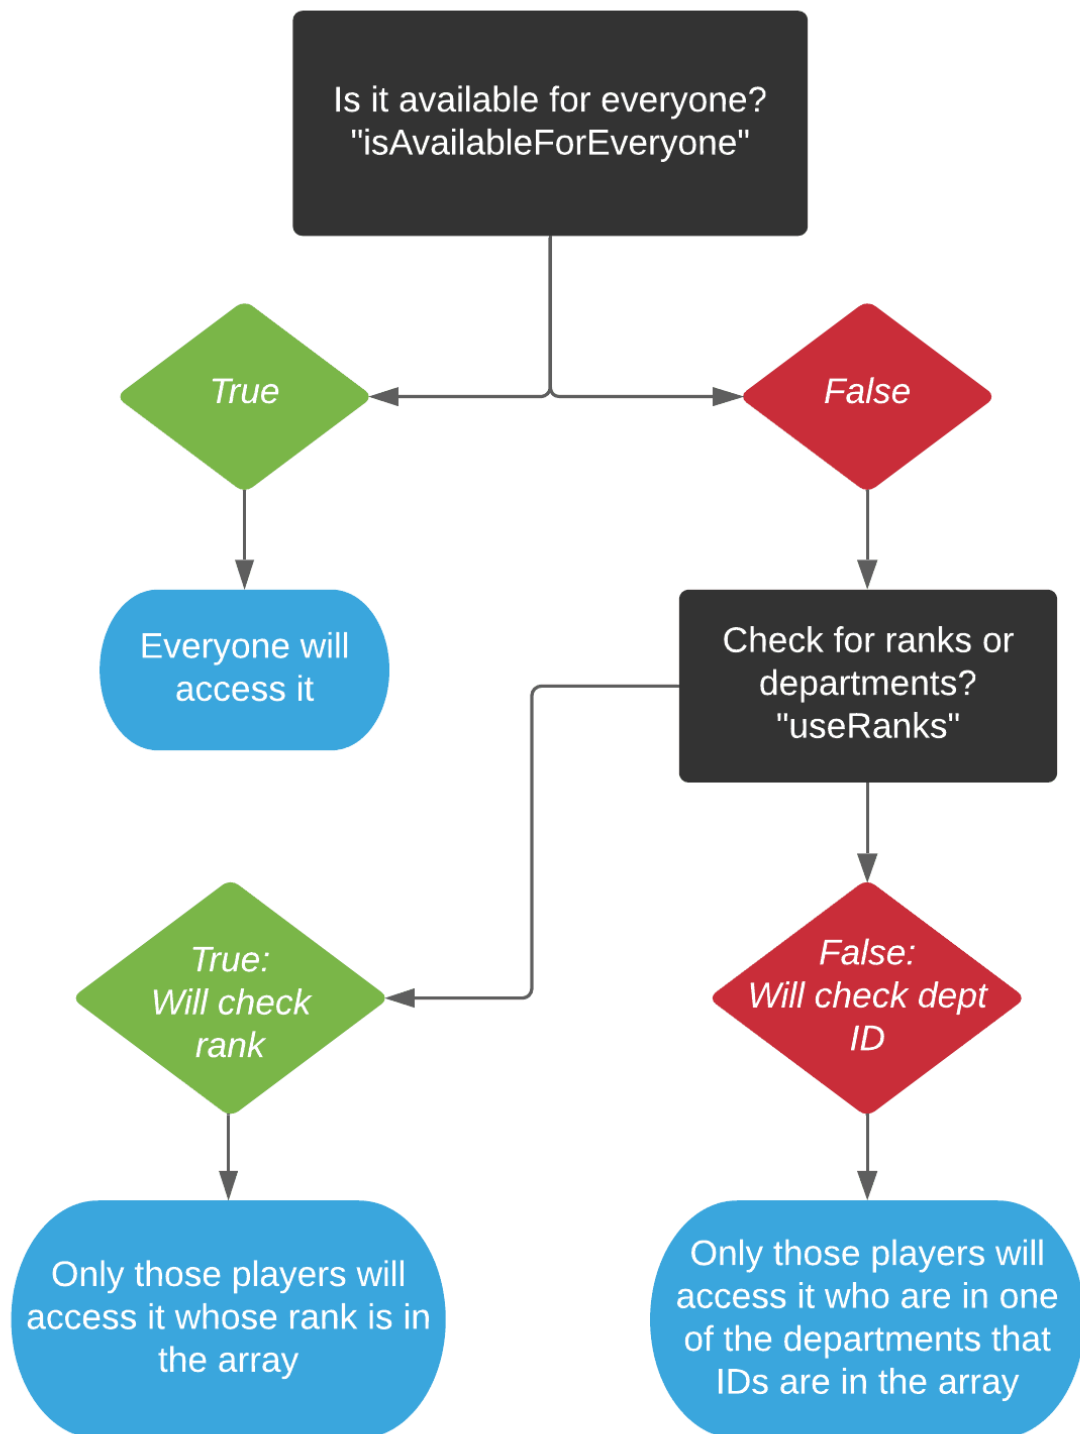 Is it available for everyone?
"isAvailableForEveryone"
True
False
Everyone will
access it
Check for ranks or
departments?
"useRanks"
True:
Will check
rank
False:
Will check dept
ID
Only those players will
access it whose rank is in
the array
Only those players will
access it who are in one
of the departments that
IDs are in the array